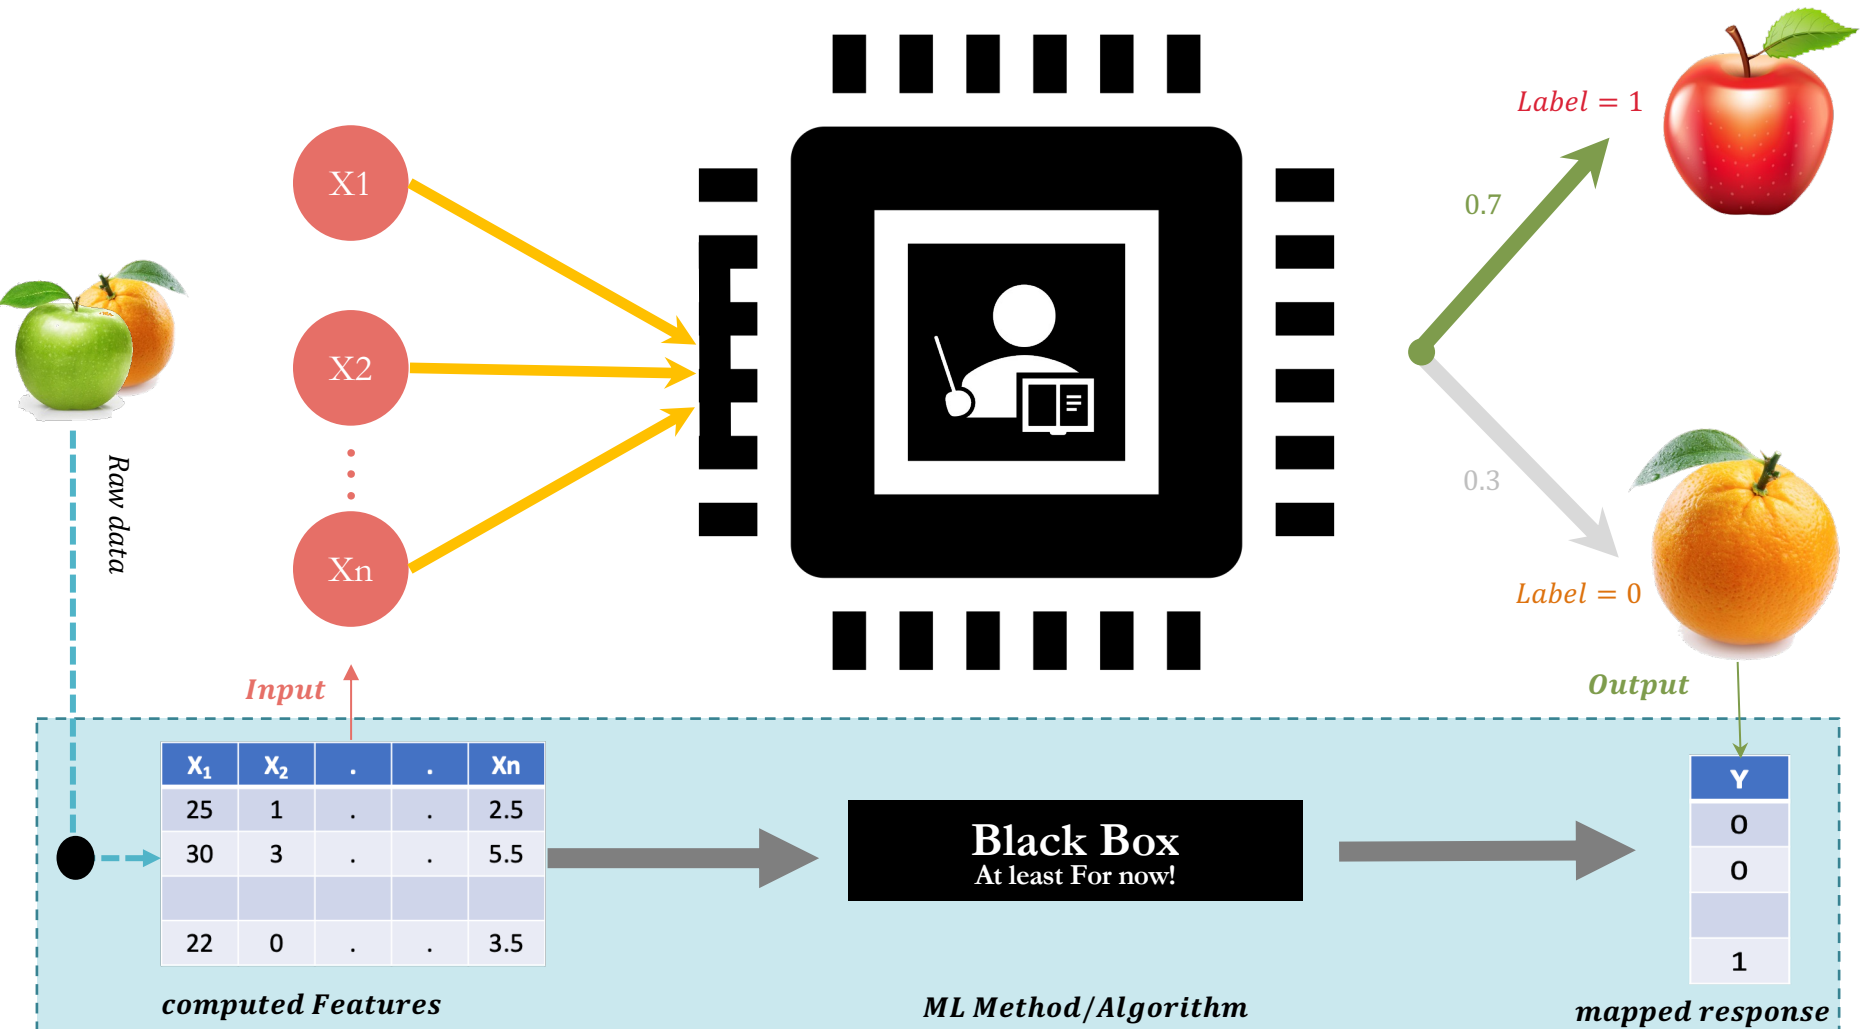 Label = 1
X1
0.7
X2
Raw data
0.3
Xn
Label = 0
Input
Output
X₁ X₂ . . Xn
25 1 . . 2.5
30 3 . . 5.5
22 0 . . 3.5
computed Features
Black Box
At least For now!
ML Method/Algorithm
Y
0
0
1
mapped response